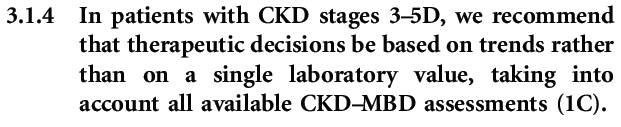 3.1.4 In patients with CKD stages 3–5D, we recommend
that therapeutic decisions be based on trends rather
than on a single laboratory value, taking into
account all available CKD–MBD assessments (1C).